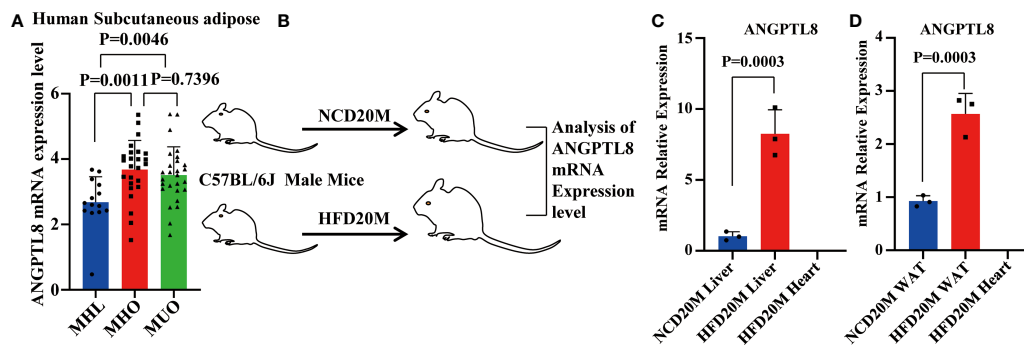 A
Human Subcutaneous adipose
P=0.0046
P=0.0011
P=0.7396
ANGPTL8 mRNA expression level
6
4
2
0
MHL
MHO
MUO
B
NCD20M
C57BL/6J Male Mice
HFD20M
Analysis of
ANGPTL8
mRNA
Expression
level
C
ANGPTL8
P=0.0003
mRNA Relative Expression
15
10
5
0
NCD20M Liver
HFD20M Liver
HFD20M Heart
D
ANGPTL8
P=0.0003
mRNA Relative Expression
4
3
2
1
0
NCD20M WAT
HFD20M WAT
HFD20M Heart